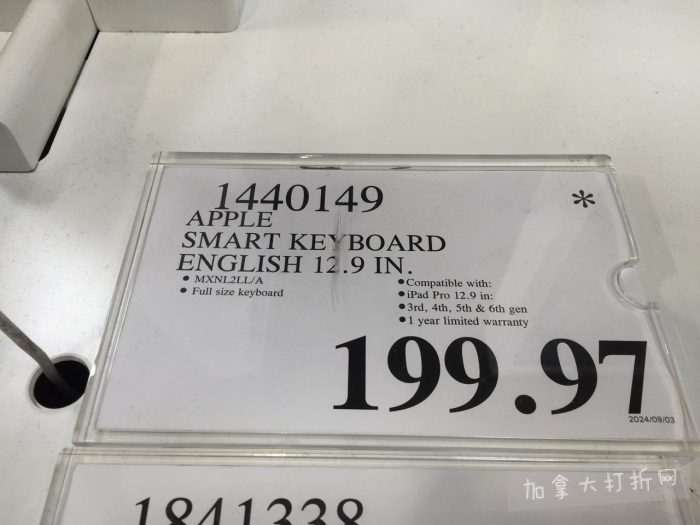 1440149
*
APPLE
SMART KEYBOARD
ENGLISH 12.9 IN.
• MXNL2LL/A
• Full size keyboard
• Compatible with:
• iPad Pro 12.9 in:
• 3rd, 4th, 5th & 6th gen
• 1 year limited warranty
199.97
2024/09/03
1841338
加拿大打折网